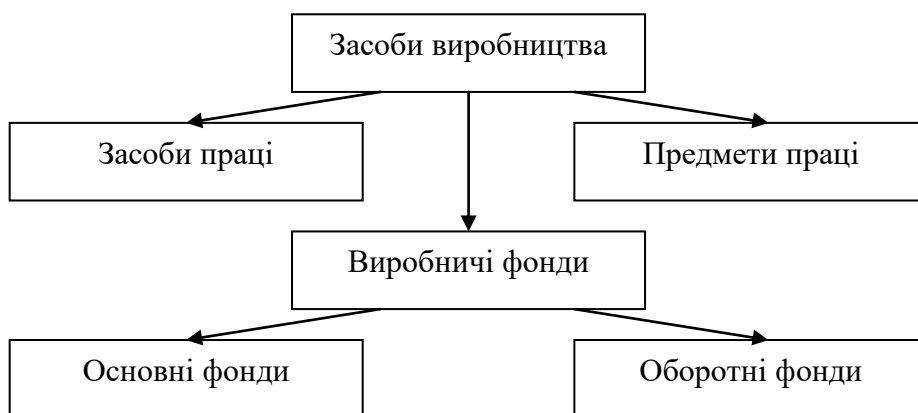 Засоби виробництва
Засоби праці
Предмети праці
Виробничі фонди
Основні фонди
Оборотні фонди